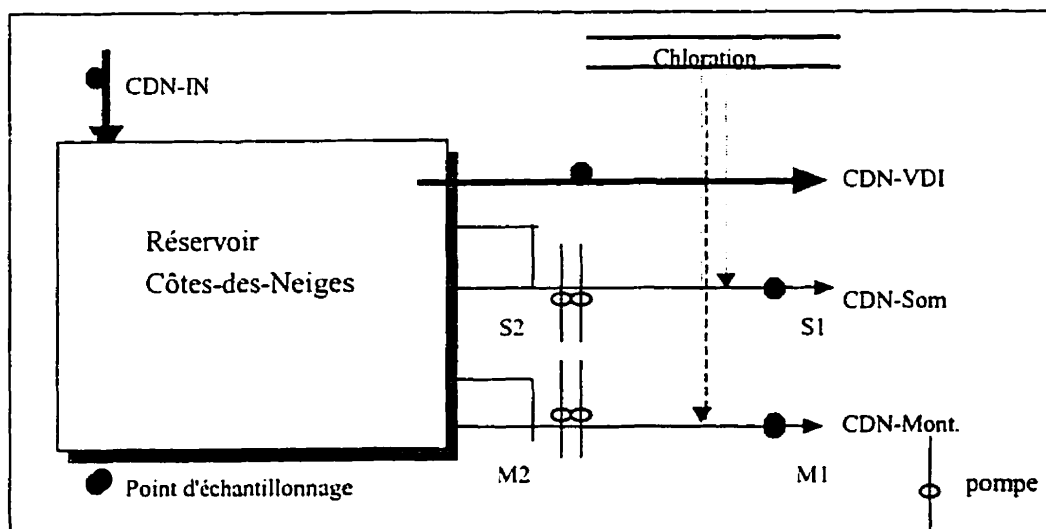 Chloration
CDN-IN
CDN-VDI
Réservoir
Côtes-des-Neiges
CDN-Som
S2
S1
CDN-Mont.
M2
M1
Point d'échantillonnage
pompe